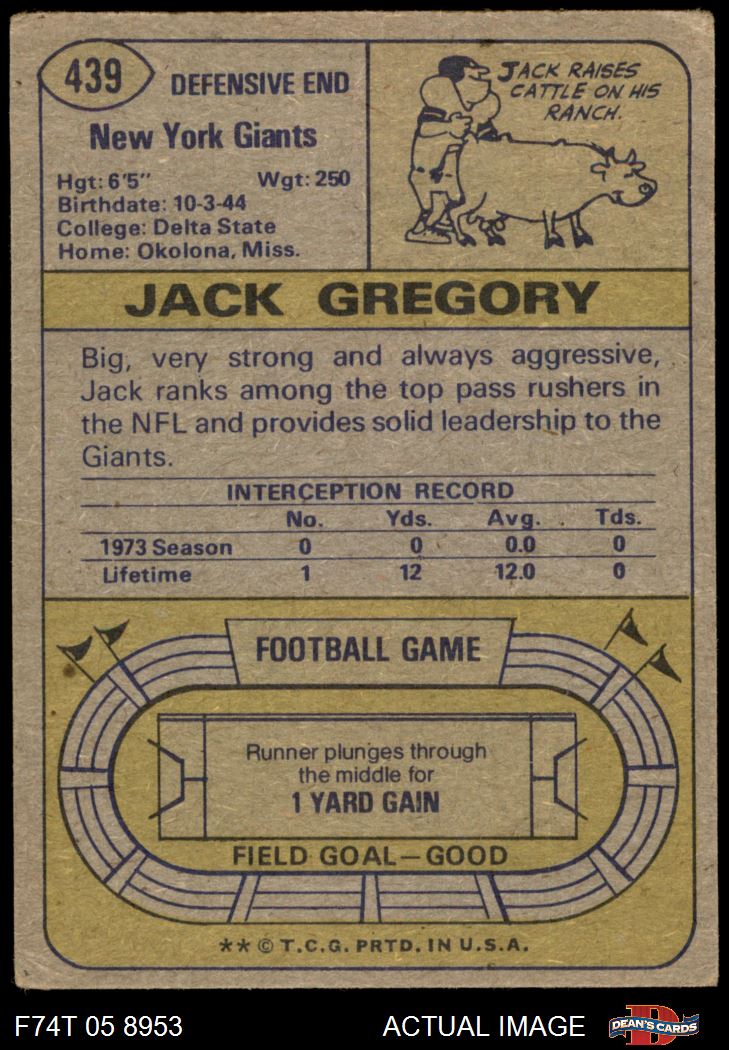 439
DEFENSIVE END
New York Giants
Hgt: 6'5" Wgt: 250
Birthdate: 10-3-44
College: Delta State
Home: Okolona, Miss.
JACK RAISES
CATTLE ON HIS
RANCH.
JACK GREGORY
Big, very strong and always aggressive,
Jack ranks among the top pass rushers in
the NFL and provides solid leadership to the
Giants.
INTERCEPTION RECORD
No. Yds. Avg. Tds.
1973 Season 0 0 0.0 0
Lifetime 1 12 12.0 0
FOOTBALL GAME
Runner plunges through
the middle for
1 YARD GAIN
FIELD GOAL—GOOD
** © T.C.G. PRTD. IN U.S.A.
F74T 05 8953 ACTUAL IMAGE
D
DEAN'S CARDS